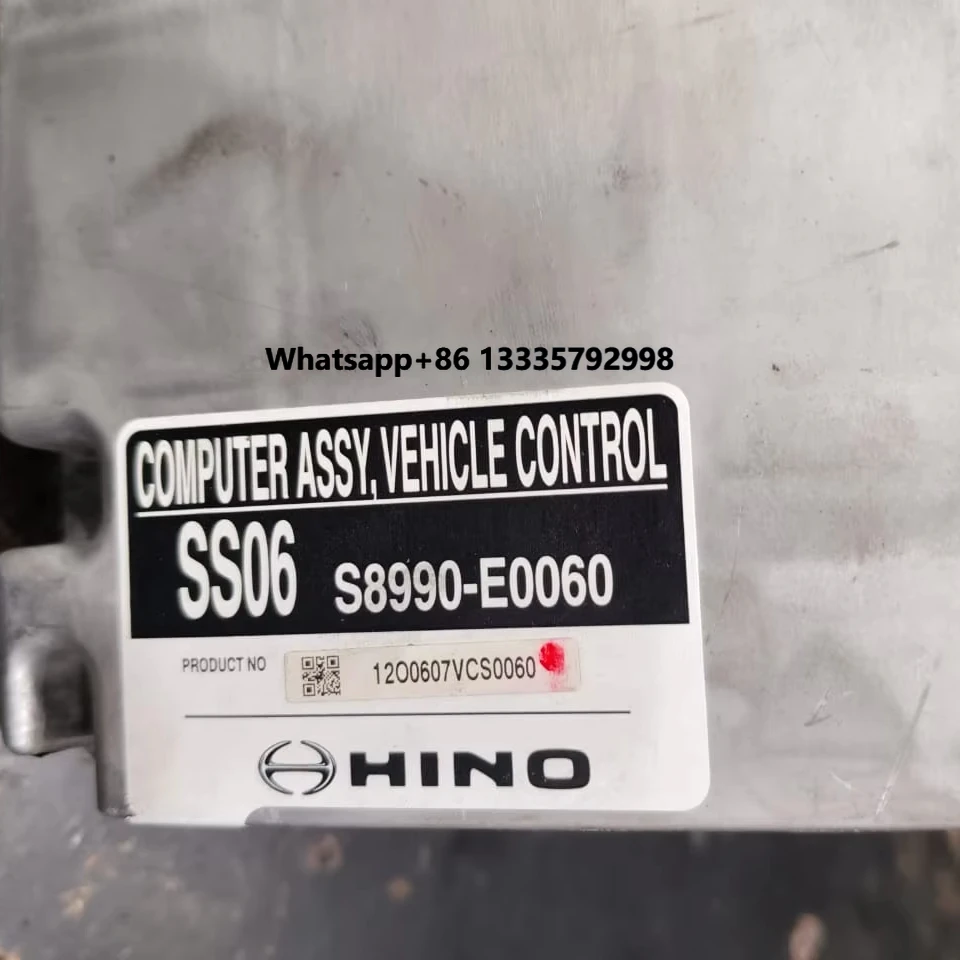 Whatsapp+86 13335792998
COMPUTER ASSY, VEHICLE CONTROL
SS06 S8990-E0060
PRODUCT NO 12O0607VCS0060
HINO